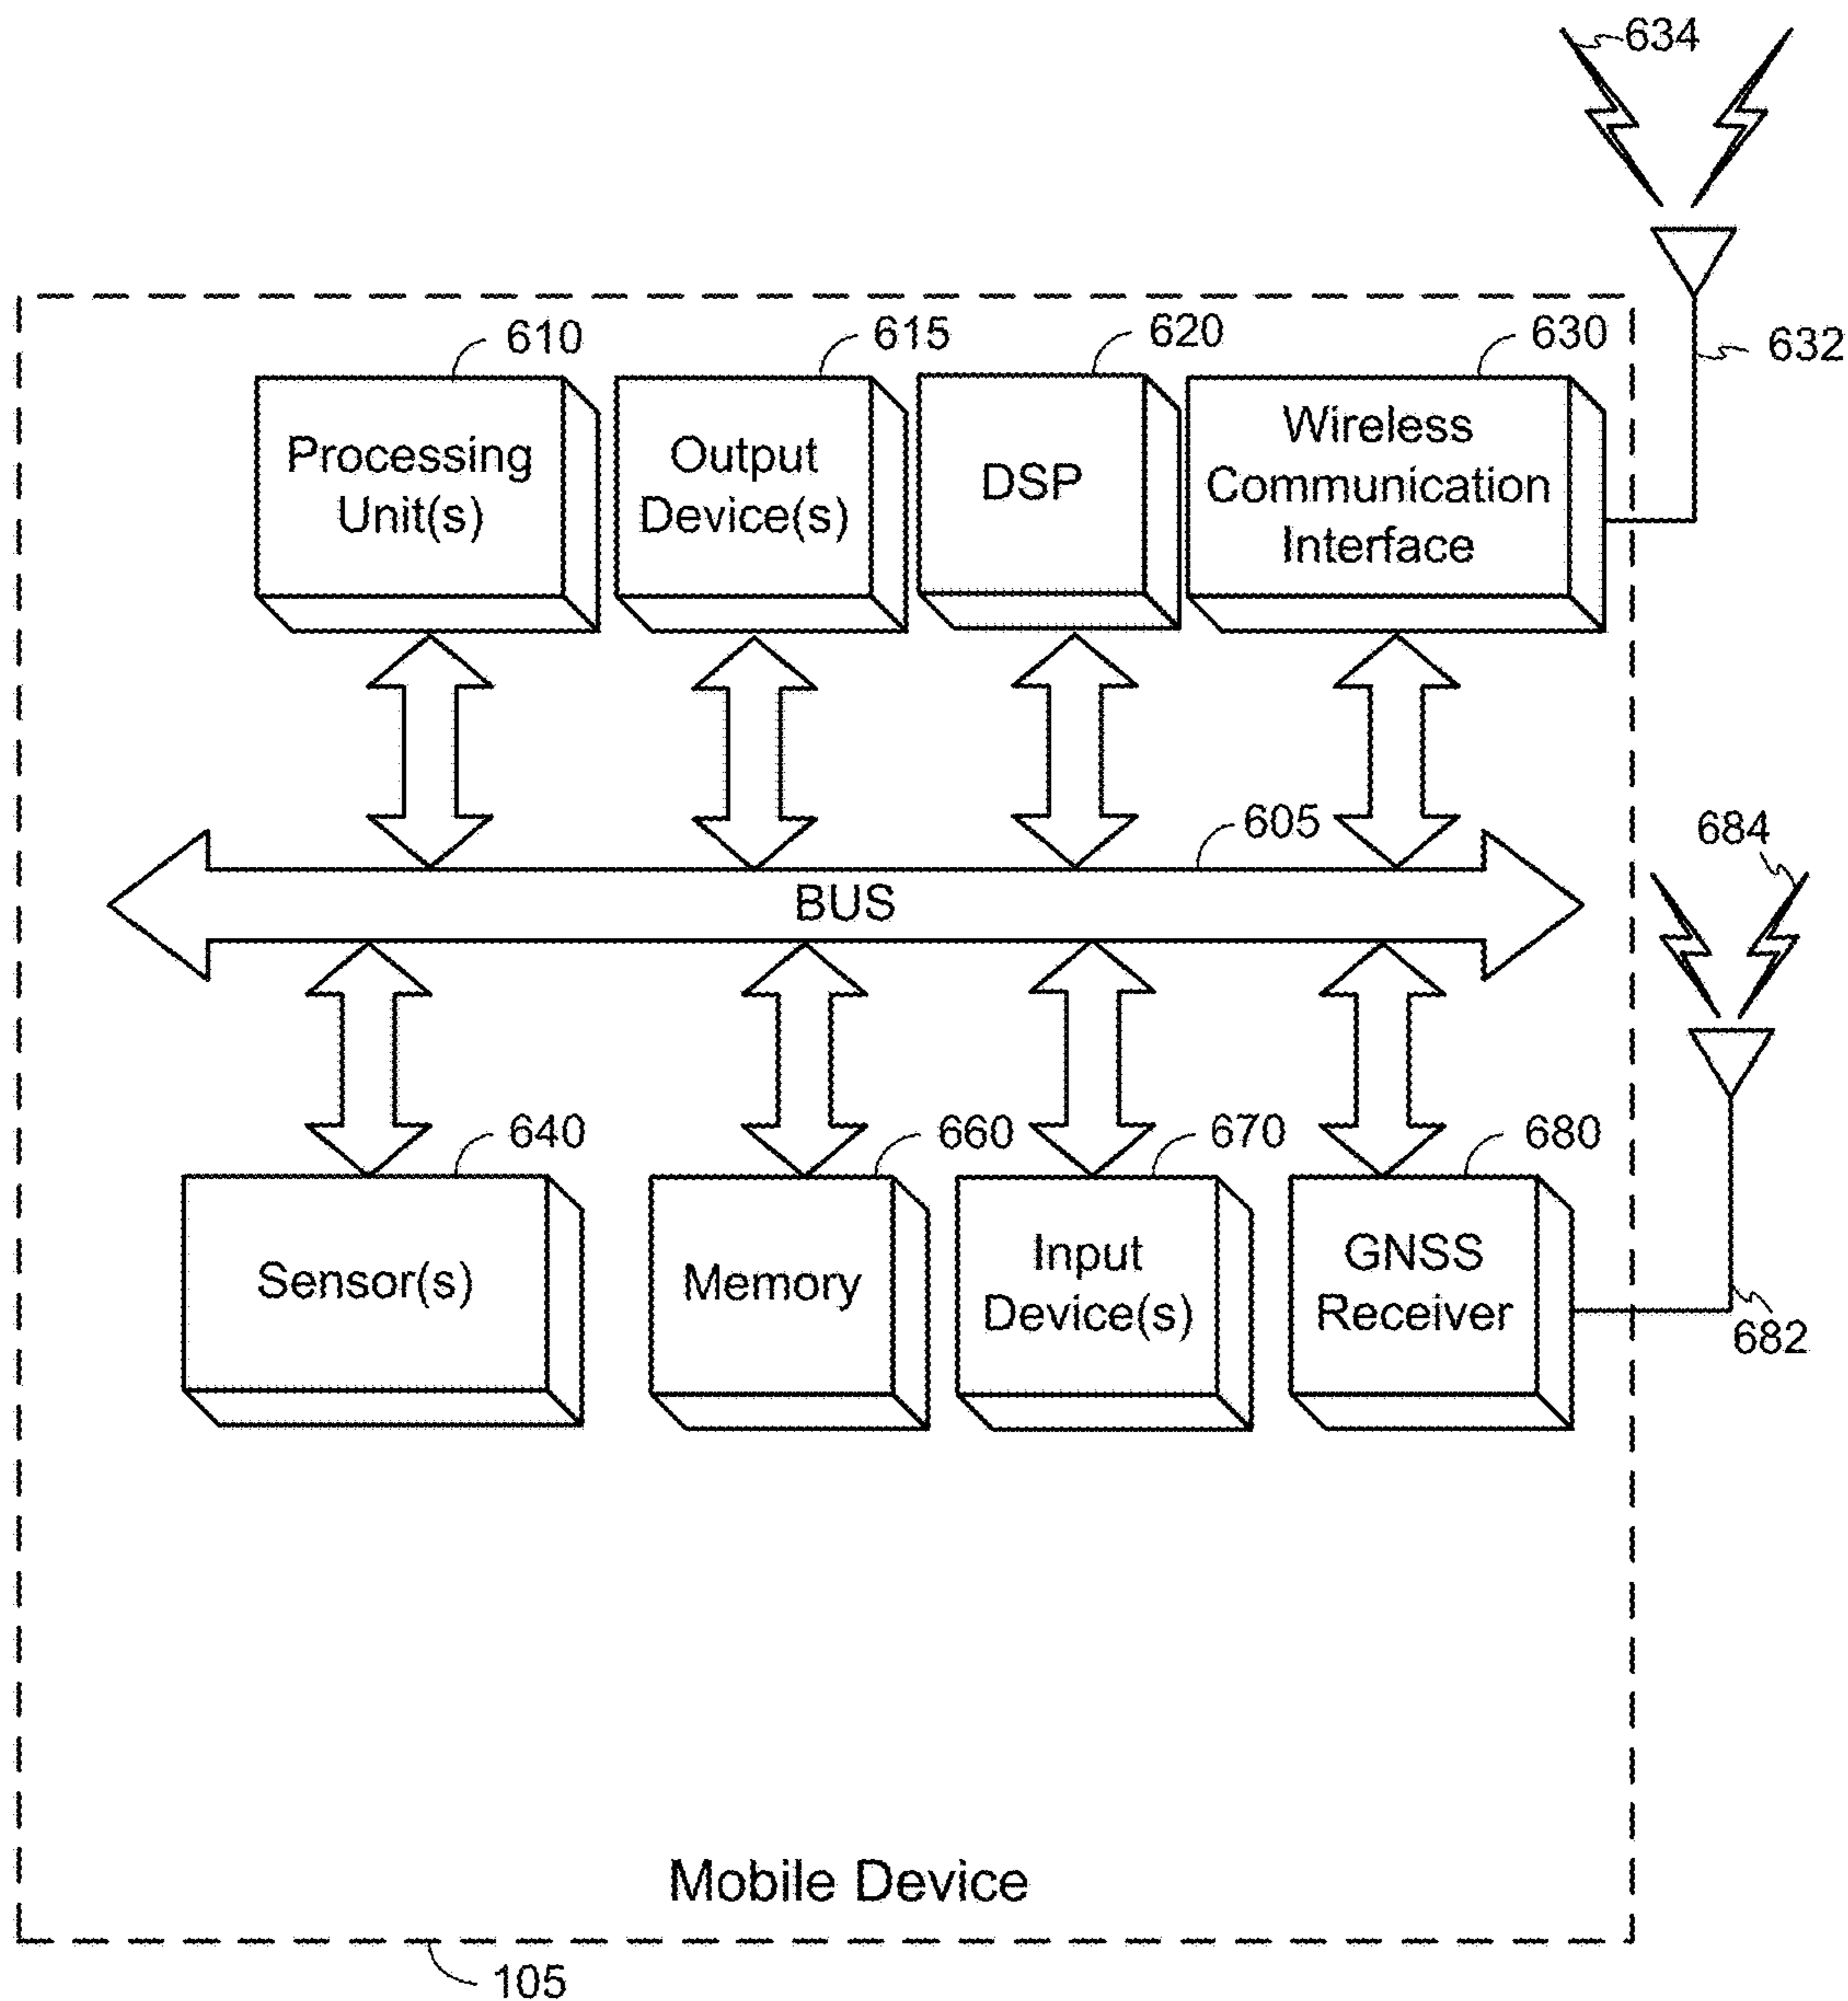 634
632
610
615
620
630
Processing
Unit(s)
Output
Device(s)
DSP
Wireless
Communication
Interface
605
BUS
684
640
660
670
680
Sensor(s)
Memory
Input
Device(s)
GNSS
Receiver
682
Mobile Device
105